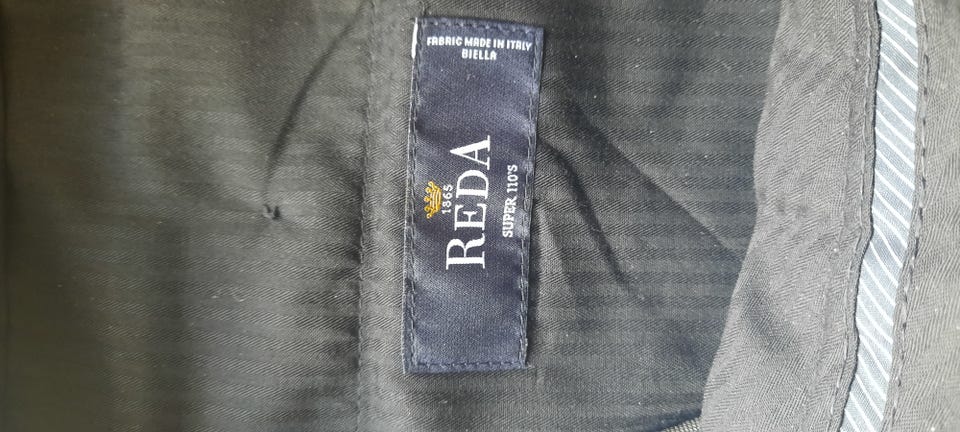 FABRIC MADE IN ITALY
BIELLA
1865
REDA
SUPER 110'S